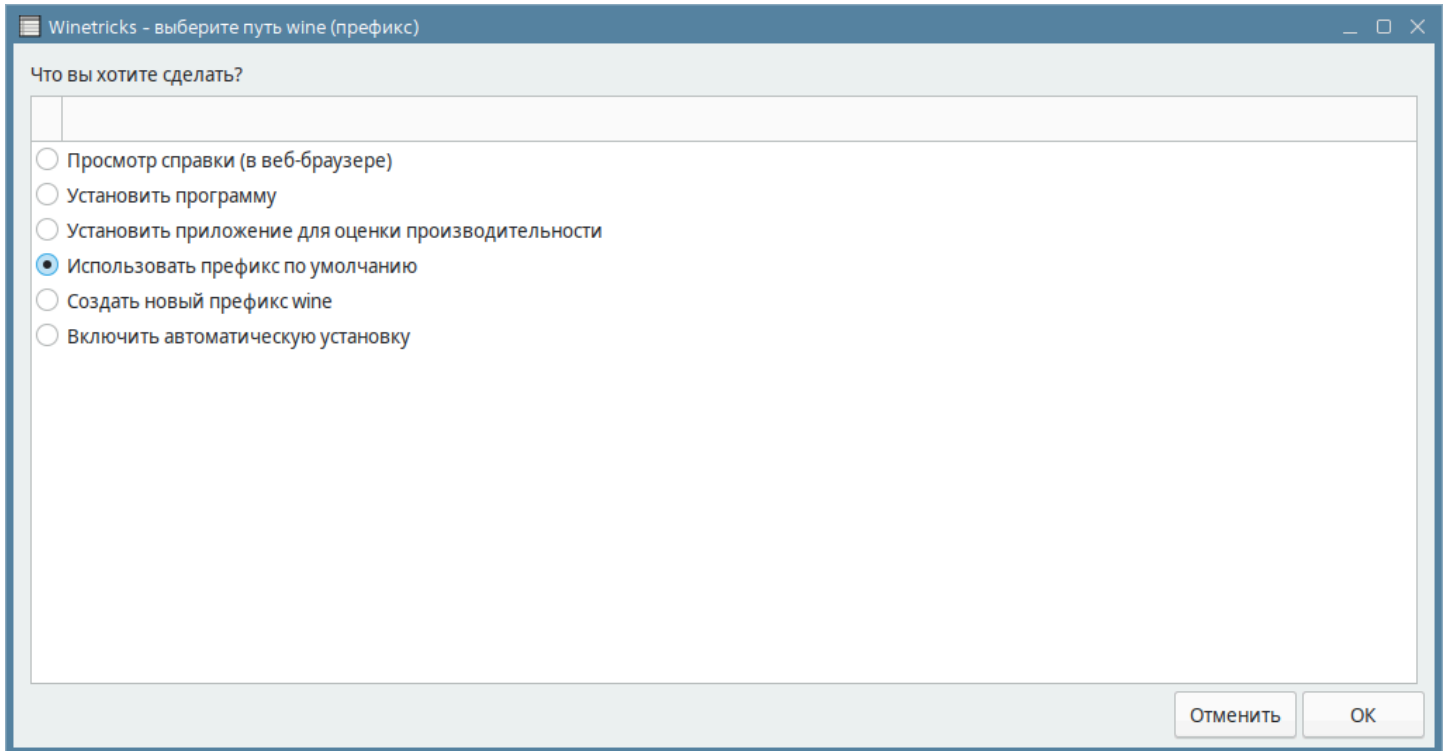 Winetricks - выберите путь wine (префикс)
Что вы хотите сделать?
Просмотр справки (в веб-браузере)
Установить программу
Установить приложение для оценки производительности
Использовать префикс по умолчанию
Создать новый префикс wine
Включить автоматическую установку
Отменить
ОК